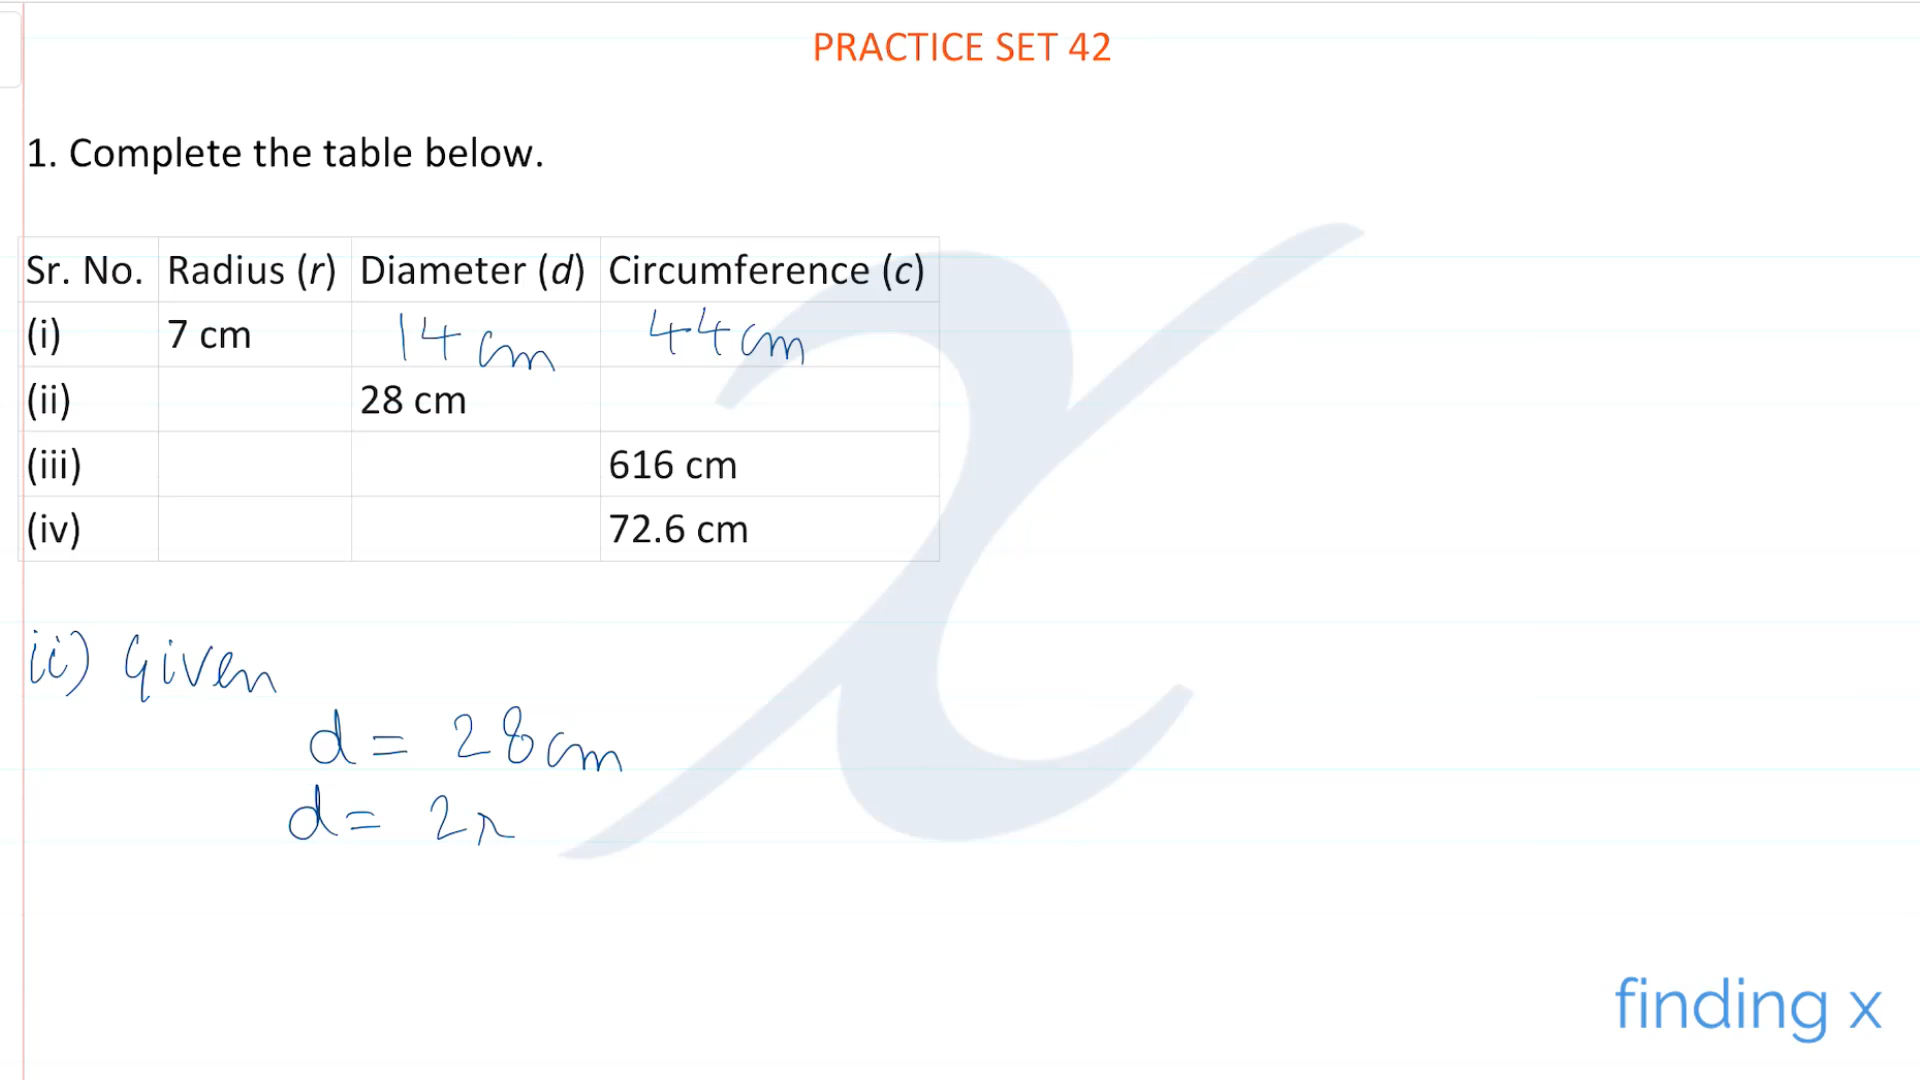 PRACTICE SET 42
1. Complete the table below.
Sr. No. Radius (r) Diameter (d) Circumference (c)
(i) 7 cm 14 cm 44 cm
(ii) 28 cm
(iii) 616 cm
(iv) 72.6 cm
ii) Given
d = 28 cm
d = 2r
finding x